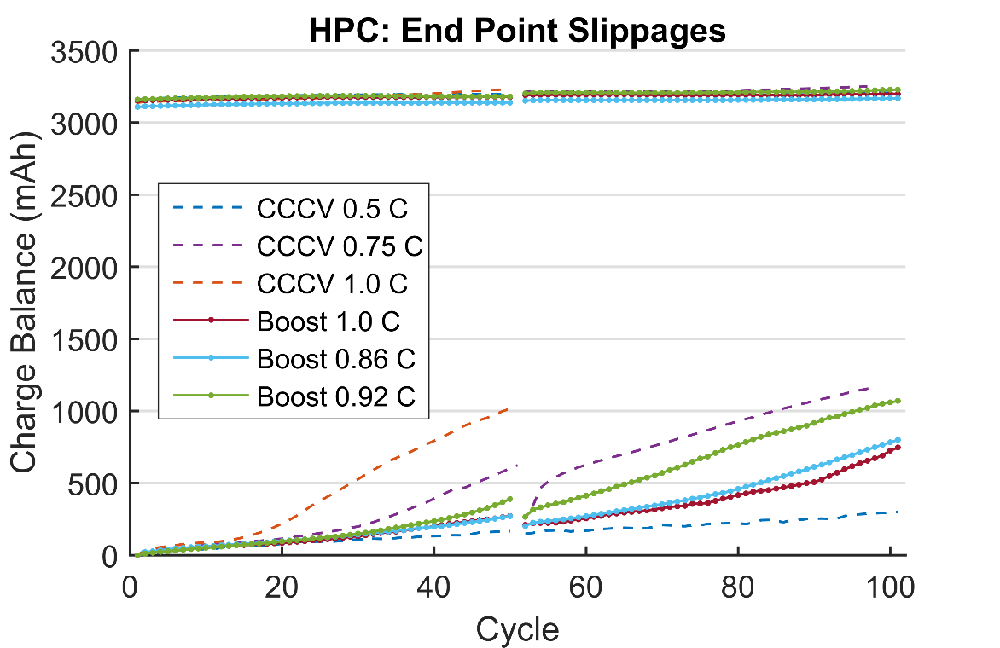 HPC: End Point Slippages
3500
3000
2500
2000
1500
1000
500
0
Charge Balance (mAh)
CCCV 0.5 C
CCCV 0.75 C
CCCV 1.0 C
Boost 1.0 C
Boost 0.86 C
Boost 0.92 C
0 20 40 60 80 100
Cycle